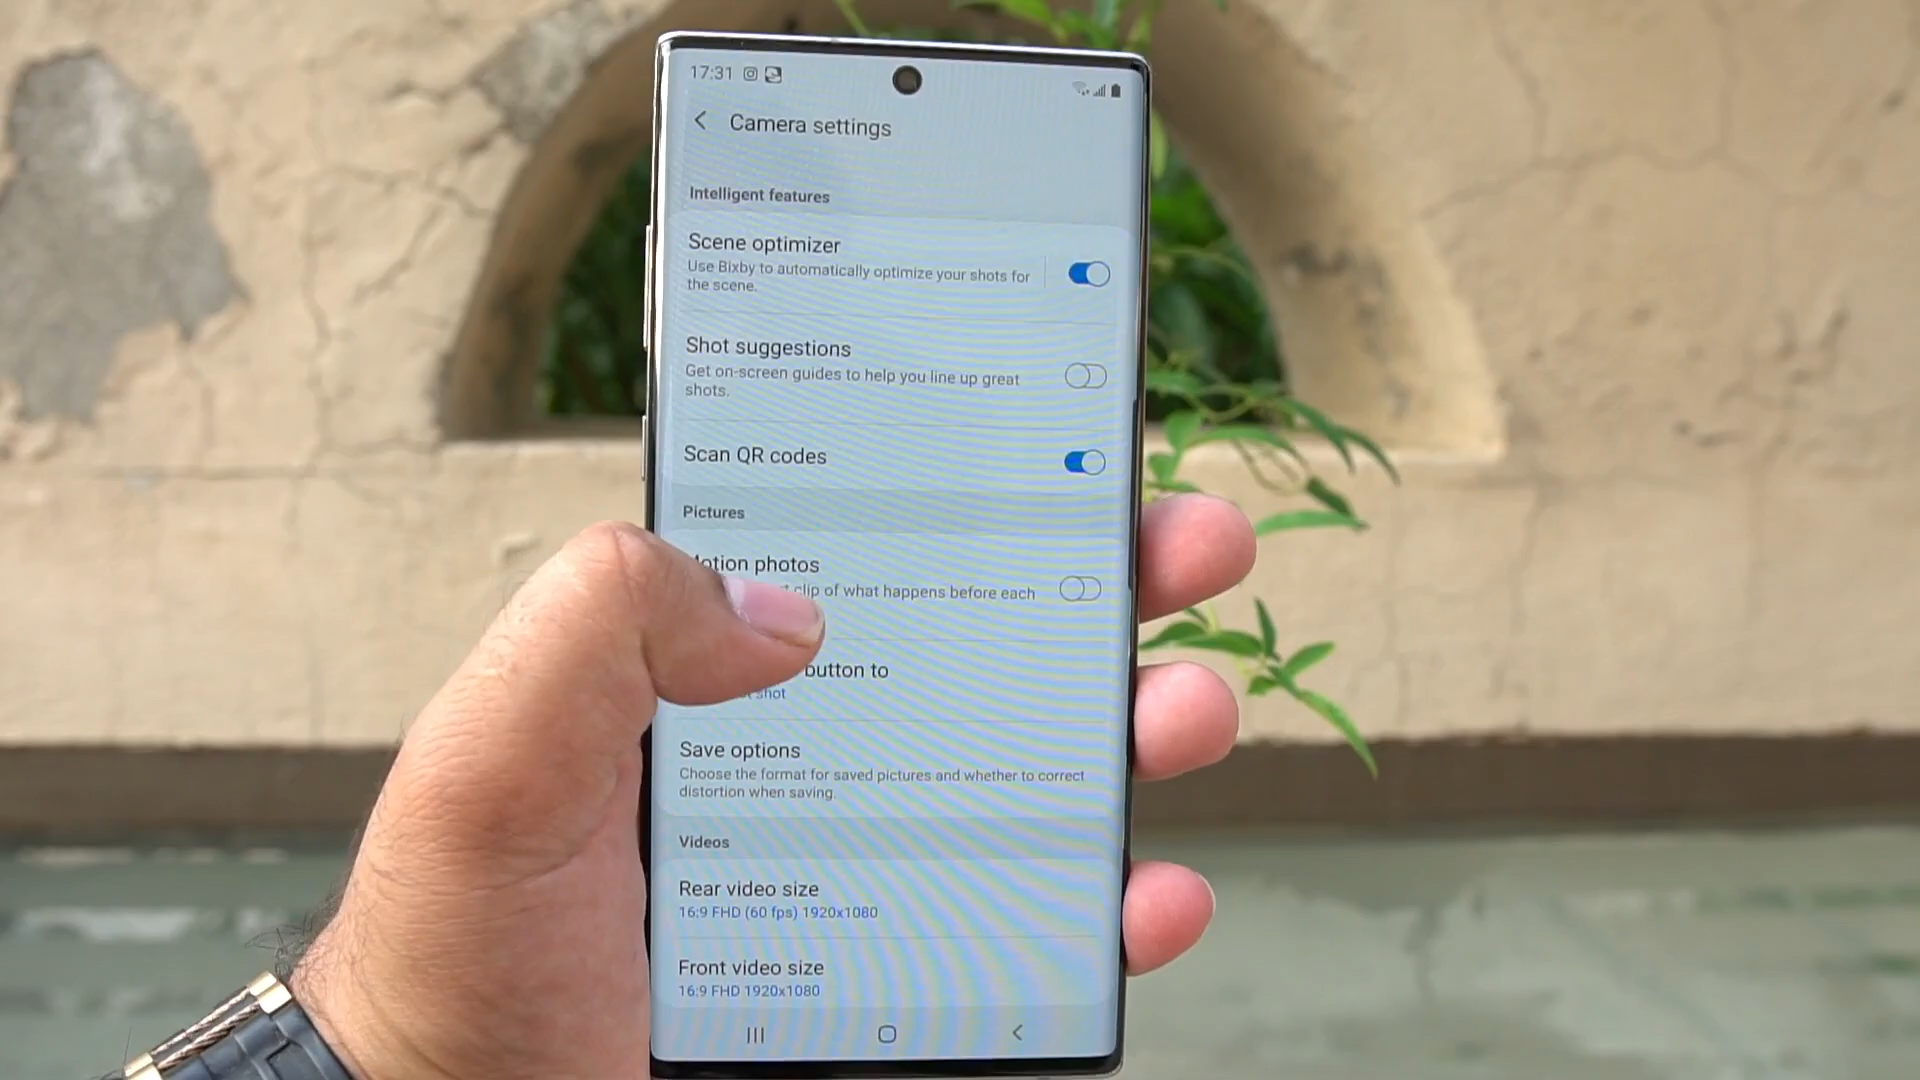 17:31
Camera settings
Intelligent features
Scene optimizer
Use Bixby to automatically optimize your shots for
the scene.
Shot suggestions
Get on-screen guides to help you line up great
shots.
Scan QR codes
Pictures
Motion photos
clip of what happens before each
button to
shot
Save options
Choose the format for saved pictures and whether to correct
distortion when saving.
Videos
Rear video size
16:9 FHD (60 fps) 1920x1080
Front video size
16:9 FHD 1920x1080